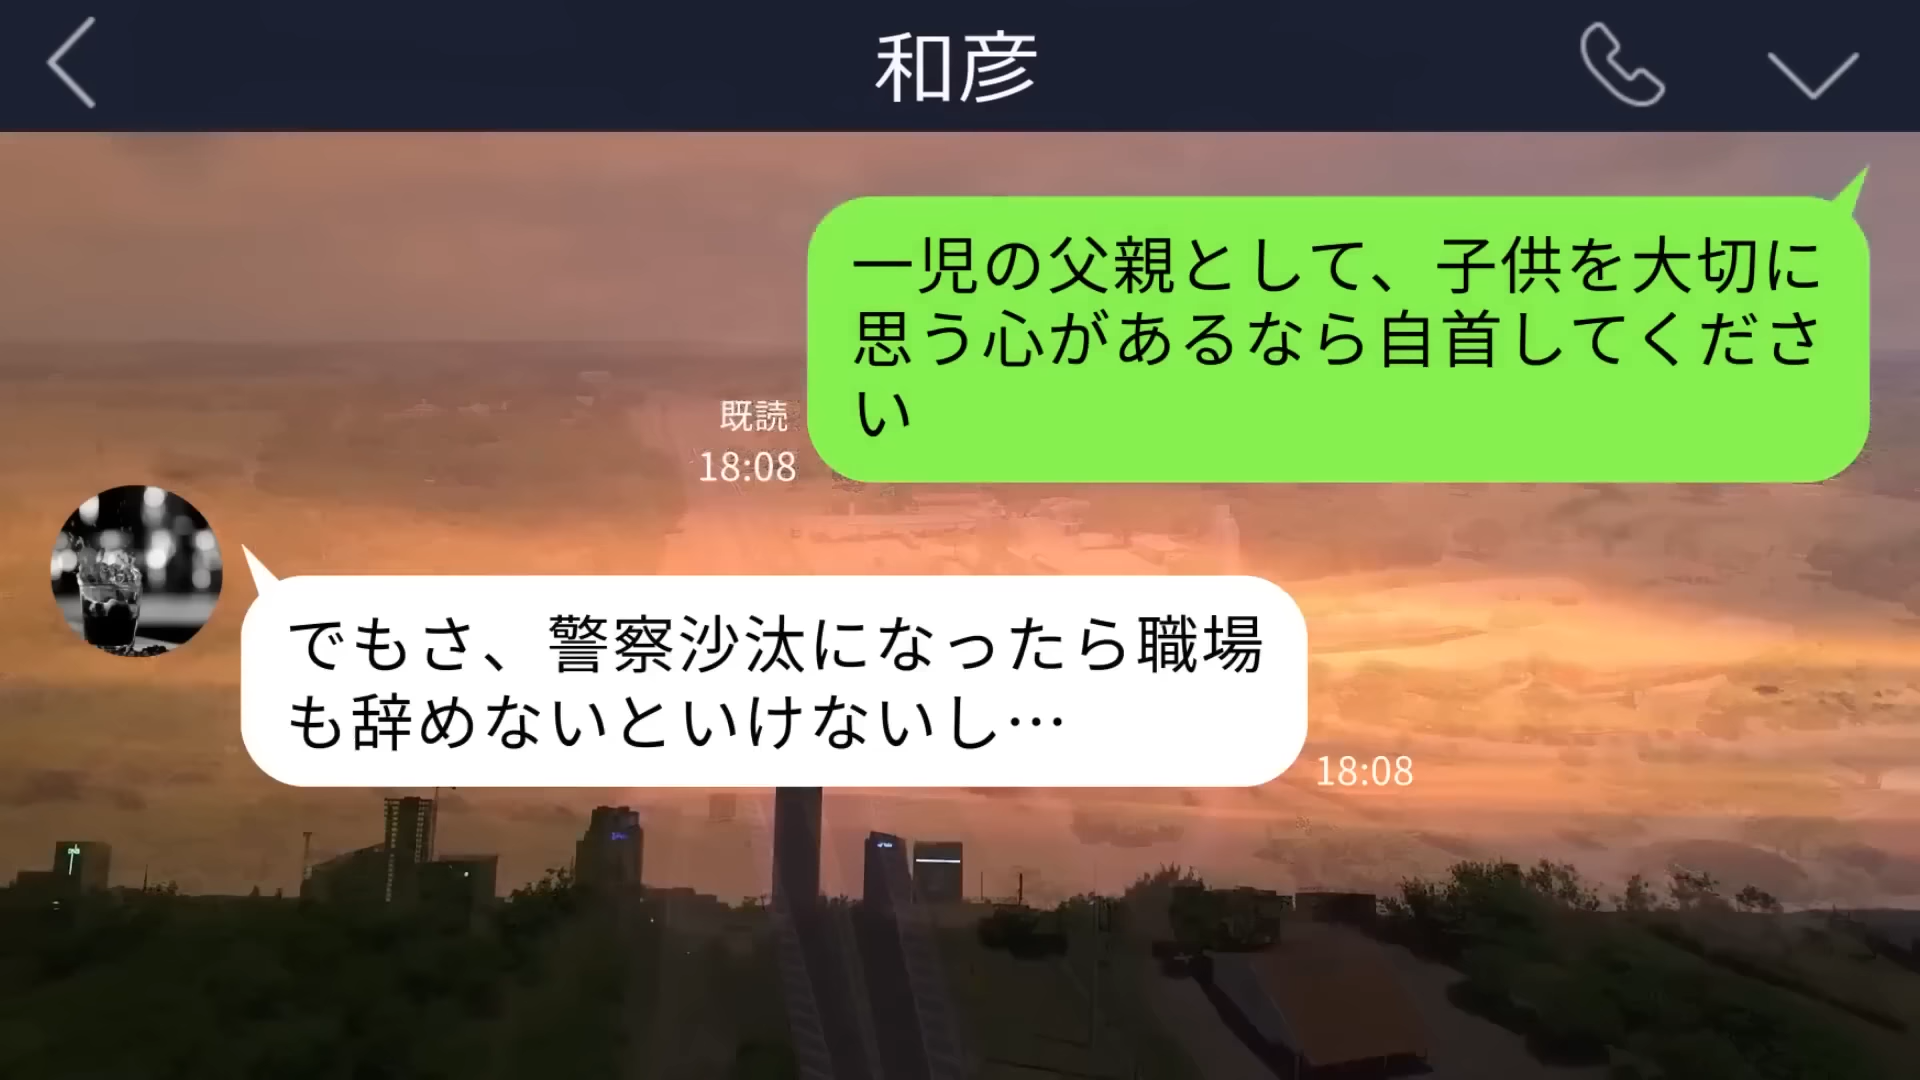 和彦
一児の父親として、子供を大切に
思う心があるなら自首してくださ
い
既読
18:08
でもさ、警察沙汰になったら職場
も辞めないといけないし…
18:08